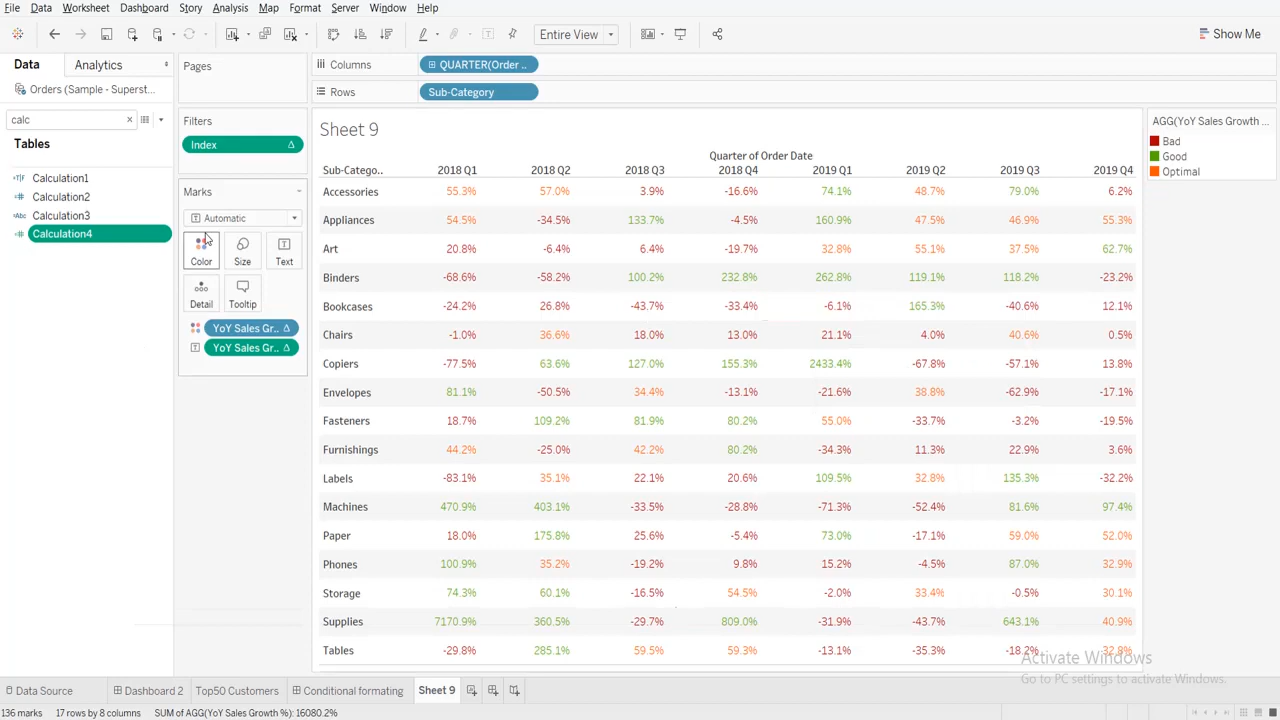 File Data Worksheet Dashboard Story Analysis Map Format Server Window Help
Entire View
Show Me
Data Analytics
Pages
Columns QUARTER(Order ..
Orders (Sample - Superst...
Rows Sub-Category
calc
Filters
Tables
Index
Sheet 9
AGG(YoY Sales Growth ...
Bad
Good
Optimal
Calculation1
Calculation2
Calculation3
Calculation4
Marks
Automatic
Color Size Text
Detail Tooltip
YoY Sales Gr..
YoY Sales Gr..
Quarter of Order Date
Sub-Catego.. 2018 Q1 2018 Q2 2018 Q3 2018 Q4 2019 Q1 2019 Q2 2019 Q3 2019 Q4
Accessories 55.3% 57.0% 3.9% -16.6% 74.1% 48.7% 79.0% 6.2%
Appliances 54.5% -34.5% 133.7% -4.5% 160.9% 47.5% 46.9% 55.3%
Art 20.8% -6.4% 6.4% -19.7% 32.8% 55.1% 37.5% 62.7%
Binders -68.6% -58.2% 100.2% 232.8% 262.8% 119.1% 118.2% -23.2%
Bookcases -24.2% 26.8% -43.7% -33.4% -6.1% 165.3% -40.6% 12.1%
Chairs -1.0% 36.6% 18.0% 13.0% 21.1% 4.0% 40.6% 0.5%
Copiers -77.5% 63.6% 127.0% 155.3% 2433.4% -67.8% -57.1% 13.8%
Envelopes 81.1% -50.5% 34.4% -13.1% -21.6% 38.8% -62.9% -17.1%
Fasteners 18.7% 109.2% 81.9% 80.2% 55.0% -33.7% -3.2% -19.5%
Furnishings 44.2% -25.0% 42.2% 80.2% -34.3% 11.3% 22.9% 3.6%
Labels -83.1% 35.1% 22.1% 20.6% 109.5% 32.8% 135.3% -32.2%
Machines 470.9% 403.1% -33.5% -28.8% -71.3% -52.4% 81.6% 97.4%
Paper 18.0% 175.8% 25.6% -5.4% 73.0% -17.1% 59.0% 52.0%
Phones 100.9% 35.2% -19.2% 9.8% 15.2% -4.5% 87.0% 32.9%
Storage 74.3% 60.1% -16.5% 54.5% -2.0% 33.4% -0.5% 30.1%
Supplies 7170.9% 360.5% -29.7% 809.0% -31.9% -43.7% 643.1% 40.9%
Tables -29.8% 285.1% 59.5% 59.3% -13.1% -35.3% -18.2% 32.8%
Activate Windows
Go to PC settings to activate Windows.
Data Source Dashboard 2 Top50 Customers Conditional formating Sheet 9
136 marks 17 rows by 8 columns SUM of AGG(YoY Sales Growth %): 16080.2%